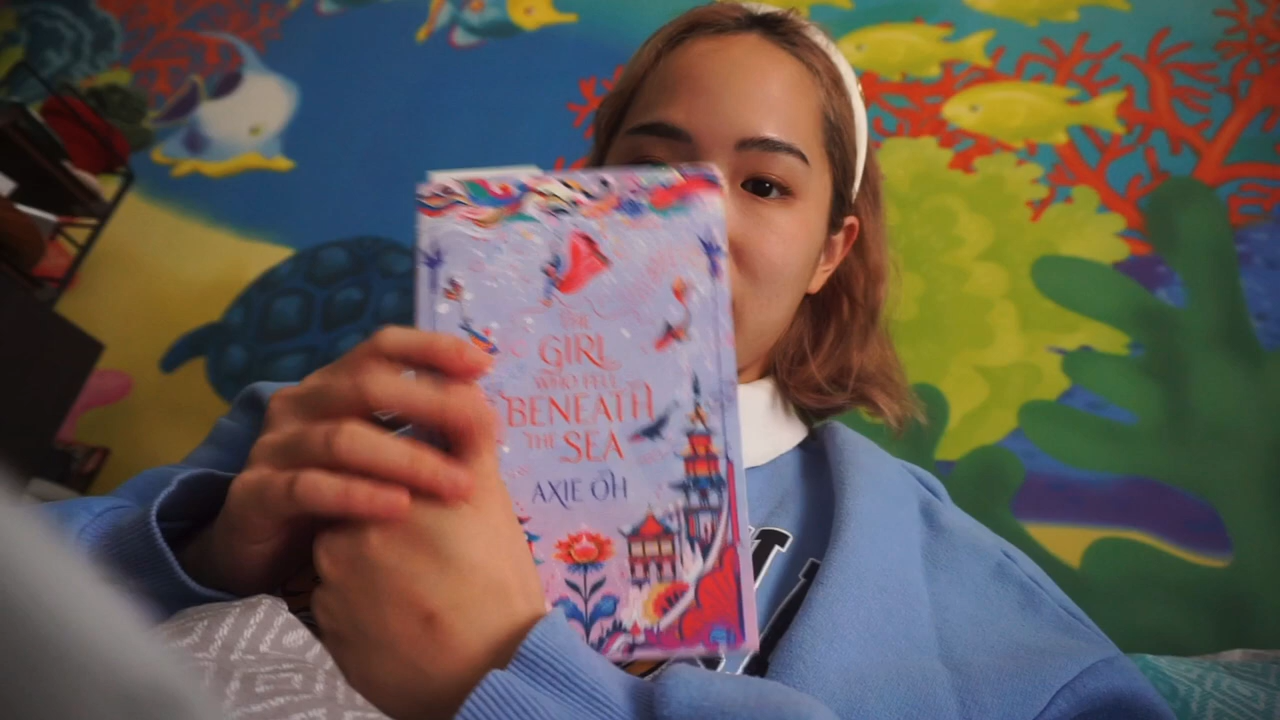 THE
GIRL
WHO FELL
BENEATH
THE SEA
AXIE OH